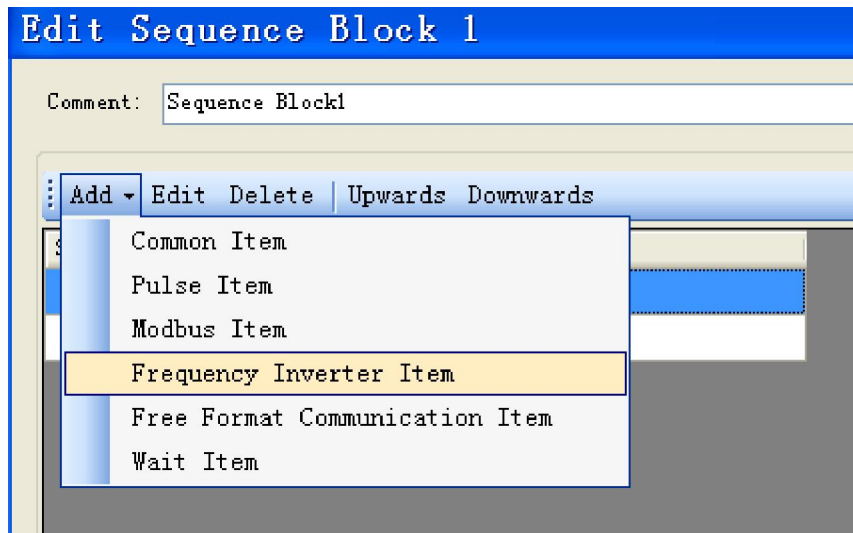 Edit Sequence Block 1
Comment: Sequence Block1
Add Edit Delete Upwards Downwards
Common Item
Pulse Item
Modbus Item
Frequency Inverter Item
Free Format Communication Item
Wait Item